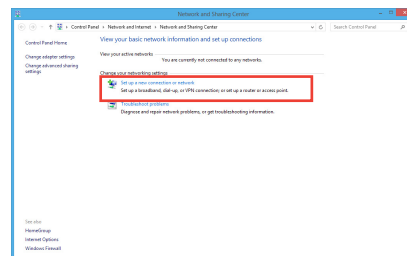 Network and Sharing Center
Control Panel › Network and Internet › Network and Sharing Center
Search Control Panel
Control Panel Home
Change adapter settings
Change advanced sharing
settings
View your basic network information and set up connections
View your active networks
You are currently not connected to any networks.
Change your networking settings
Set up a new connection or network
Set up a broadband, dial-up, or VPN connection; or set up a router or access point.
Troubleshoot problems
Diagnose and repair network problems, or get troubleshooting information.
See also
HomeGroup
Internet Options
Windows Firewall